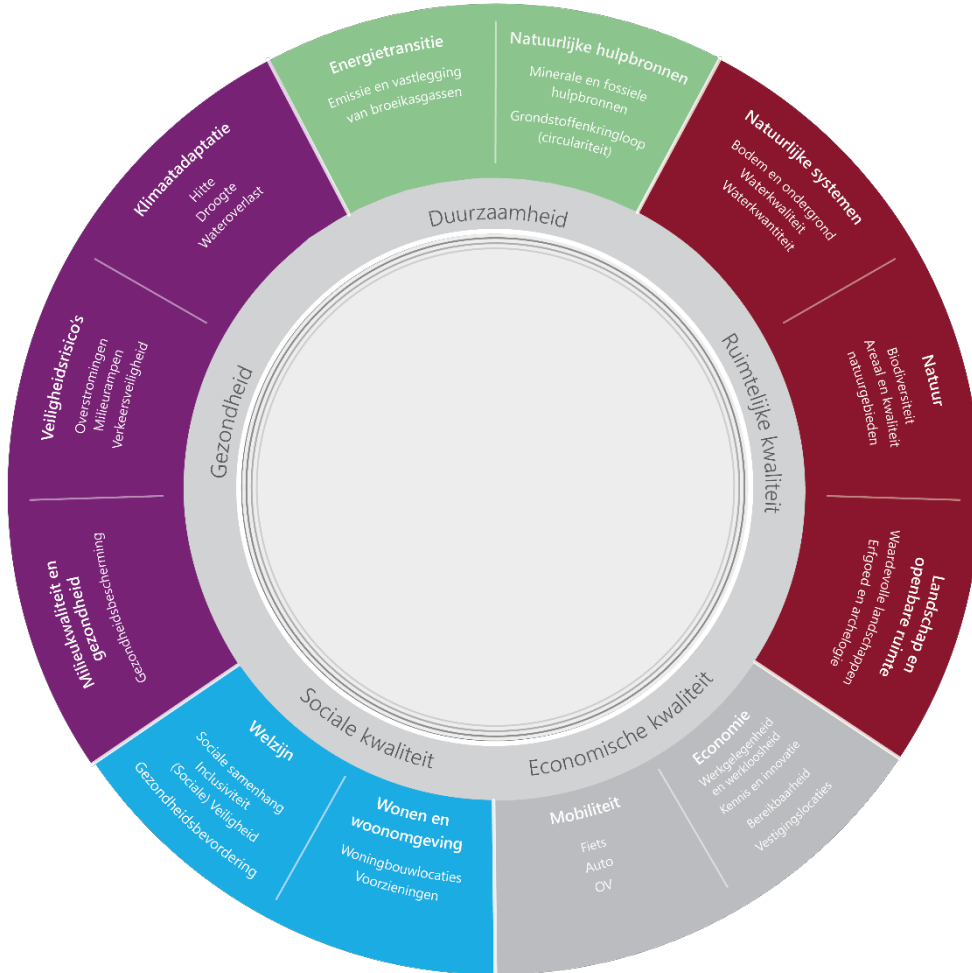 Energietransitie
Emissie en vastlegging
van broeikasgassen
Natuurlijke hulpbronnen
Minerale en fossiele
hulpbronnen
Grondstoffenkringloop
(circulariteit)
Natuurlijke systemen
Bodem en ondergrond
Waterkwaliteit
Waterkwantiteit
Natuur
Biodiversiteit
Areaal en kwaliteit
natuurgebieden
Landschap en
openbare ruimte
Waardevolle landschappen
Erfgoed en archelogie
Economie
Werkgelegenheid
en werkloosheid
Kennis en innovatie
Bereikbaarheid
Vestigingslocaties
Mobiliteit
Fiets
Auto
OV
Wonen en
woonomgeving
Woningbouwlocaties
Voorzieningen
Welzijn
Sociale samenhang
Inclusiviteit
(Sociale) Veiligheid
Gezondheidsbevordering
Milieukwaliteit en
gezondheid
Gezondheidsbescherming
Veiligheidsrisico's
Overstromingen
Milieurampen
Verkeersveiligheid
Klimaatadaptatie
Hitte
Droogte
Wateroverlast
Duurzaamheid
Ruimtelijke kwaliteit
Economische kwaliteit
Sociale kwaliteit
Gezondheid